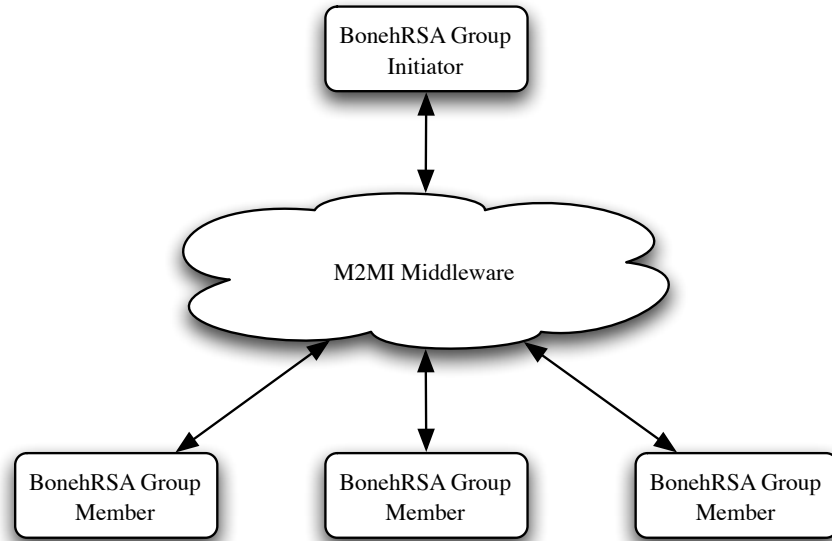 BonehRSA Group
Initiator
M2MI Middleware
BonehRSA Group
Member
BonehRSA Group
Member
BonehRSA Group
Member